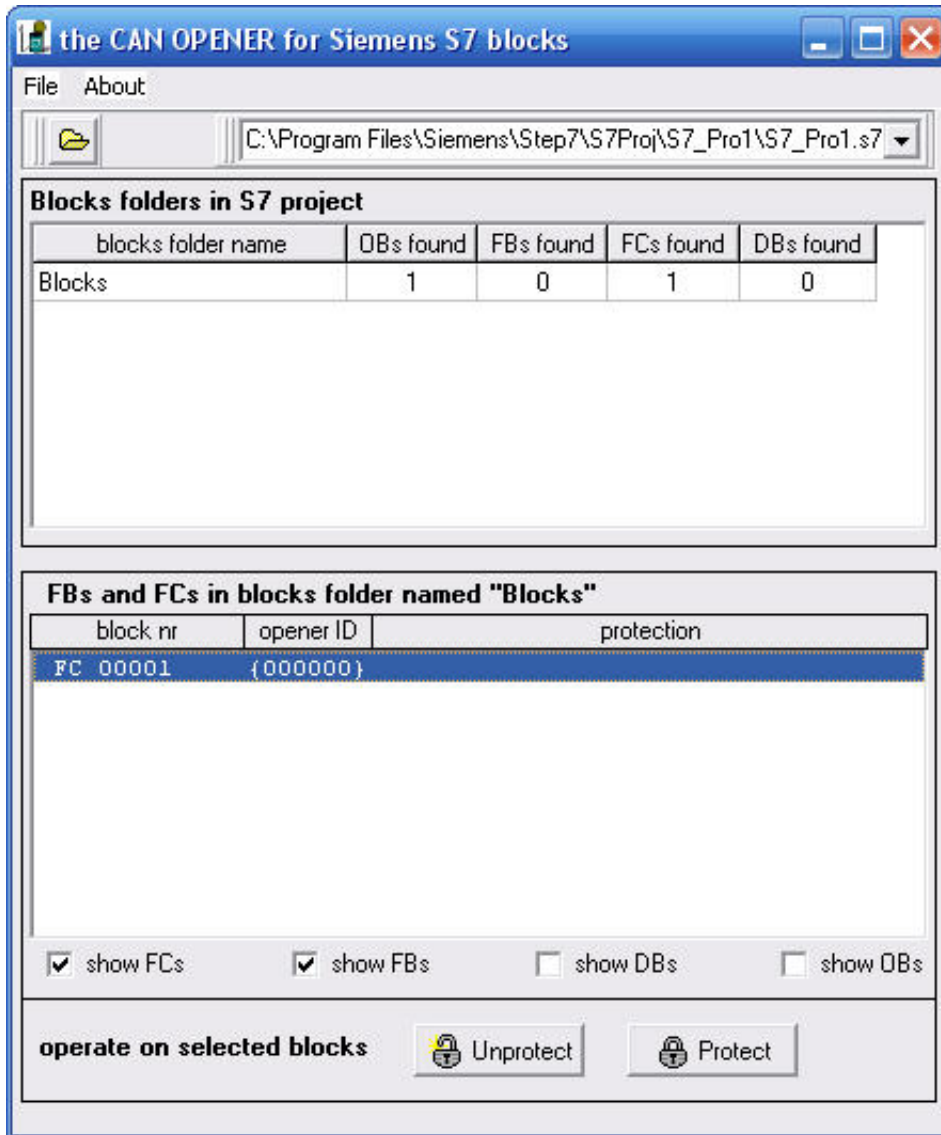 the CAN OPENER for Siemens S7 blocks
File About
C:\Program Files\Siemens\Step7\S7Proj\S7_Pro1\S7_Pro1.s7
Blocks folders in S7 project
blocks folder name OBs found FBs found FCs found DBs found
Blocks 1 0 1 0
FBs and FCs in blocks folder named "Blocks"
block nr opener ID protection
FC 00001 {000000}
show FCs show FBs show DBs show OBs
operate on selected blocks Unprotect Protect